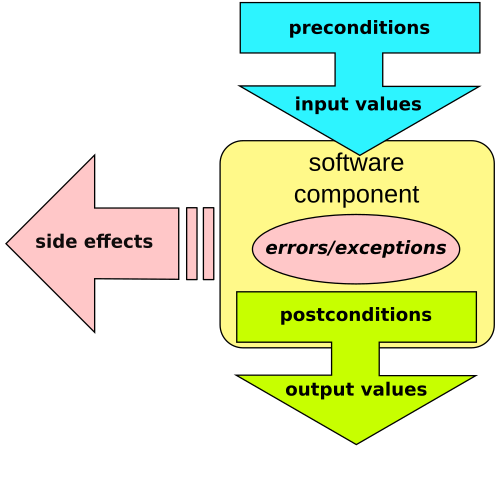 preconditions
input values
software
component
side effects
errors/exceptions
postconditions
output values